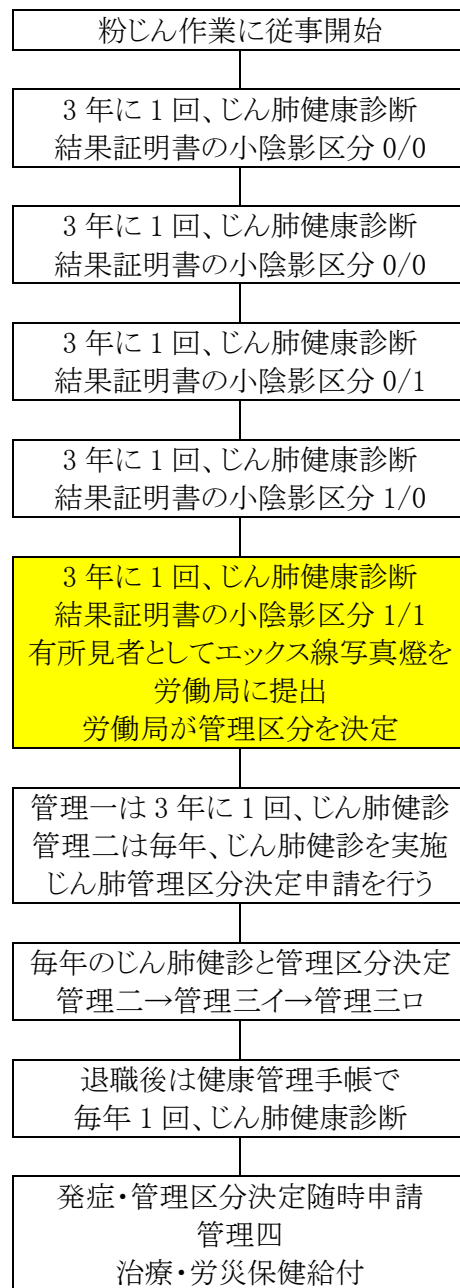 粉じん作業に従事開始
3 年に 1 回、じん肺健康診断
結果証明書の小陰影区分 0/0
3 年に 1 回、じん肺健康診断
結果証明書の小陰影区分 0/0
3 年に 1 回、じん肺健康診断
結果証明書の小陰影区分 0/1
3 年に 1 回、じん肺健康診断
結果証明書の小陰影区分 1/0
3 年に 1 回、じん肺健康診断
結果証明書の小陰影区分 1/1
有所見者としてエックス線写真燈を
労働局に提出
労働局が管理区分を決定
管理一は 3 年に 1 回、じん肺健診
管理二は毎年、じん肺健診を実施
じん肺管理区分決定申請を行う
毎年のじん肺健診と管理区分決定
管理二→管理三イ→管理三ロ
退職後は健康管理手帳で
毎年 1 回、じん肺健康診断
発症・管理区分決定随時申請
管理四
治療・労災保健給付